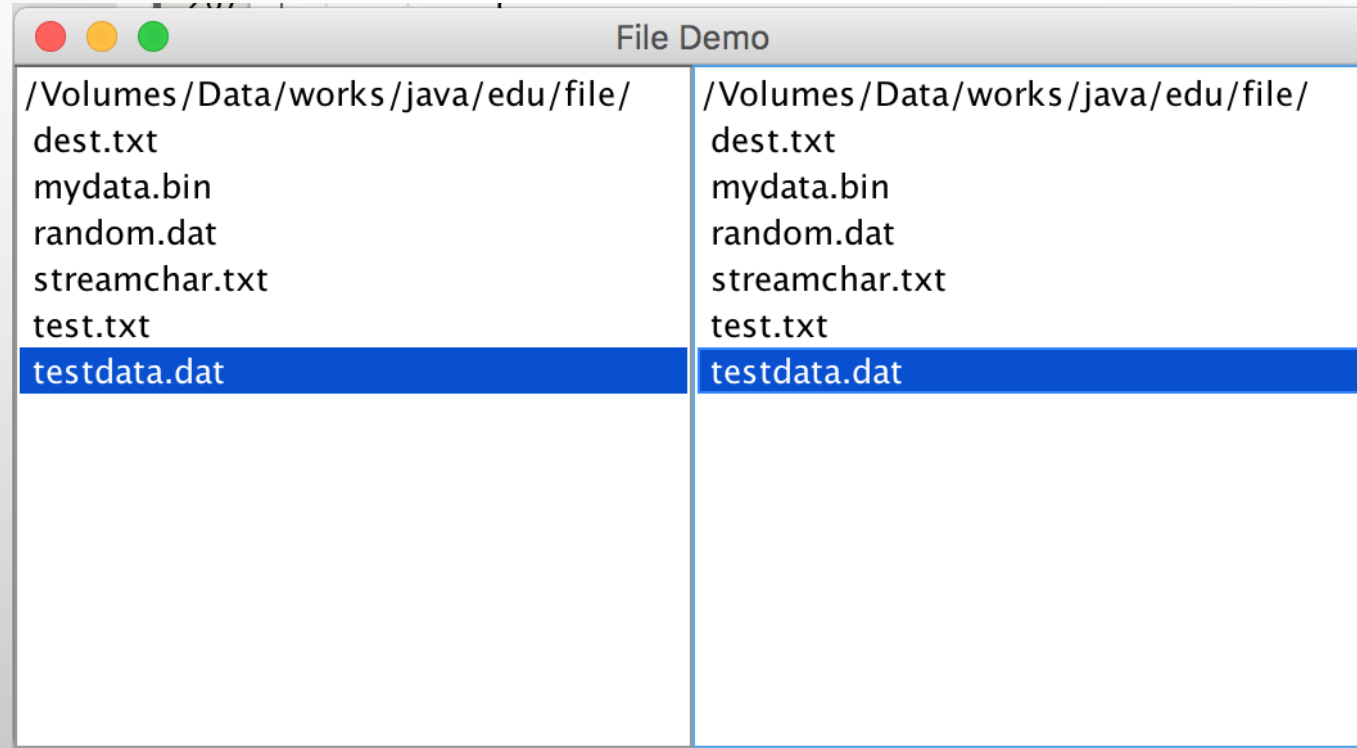 File Demo
/Volumes/Data/works/java/edu/file/
dest.txt
mydata.bin
random.dat
streamchar.txt
test.txt
testdata.dat
/Volumes/Data/works/java/edu/file/
dest.txt
mydata.bin
random.dat
streamchar.txt
test.txt
testdata.dat